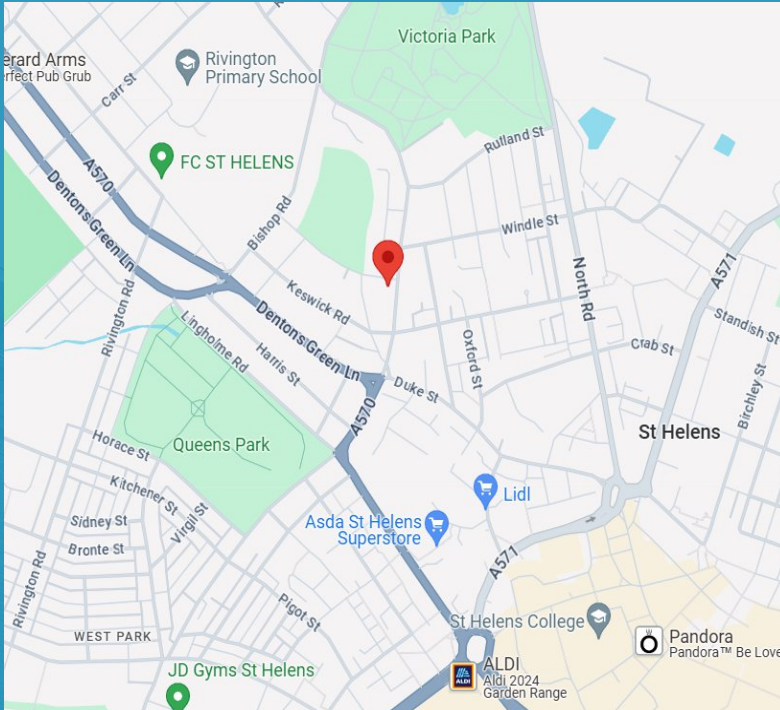 Victoria Park
erard Arms
erfect Pub Grub
Rivington
Primary School
Carr St
Rutland St
FC ST HELENS
A570
Dentons Green Ln
Bishop Rd
Windle St
A571
North Rd
Keswick Rd
Rivington Rd
Dentons Green Ln
Lingholme Rd
Harris St
Oxford St
Standish St
Crab St
Duke St
Birchley St
A570
St Helens
Horace St
Queens Park
Kitchener St
Virgil St
Lidl
Sidney St
Asda St Helens
Superstore
Bronte St
Rivington Rd
A571
Pigot St
St Helens College
WEST PARK
Pandora
Pandora™ Be Love
JD Gyms St Helens
ALDI
ALDI
Aldi 2024
Garden Range